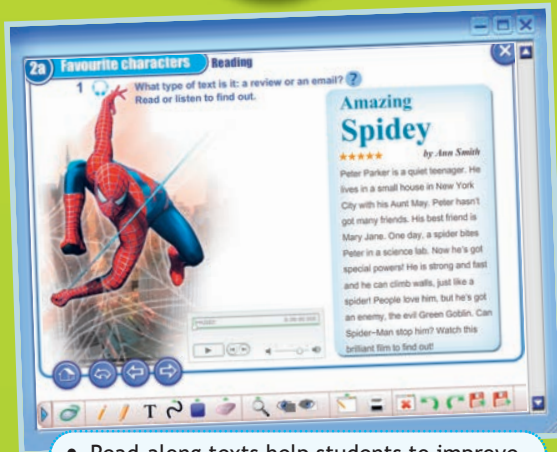 2a Favourite characters Reading
1 What type of text is it: a review or an email? ?
Read or listen to find out.
Amazing
Spidey
by Ann Smith
Peter Parker is a quiet teenager. He
lives in a small house in New York
City with his Aunt May. Peter hasn't
got many friends. His best friend is
Mary Jane. One day, a spider bites
Peter in a science lab. Now he's got
special powers! He is strong and fast
and he can climb walls, just like a
spider! People love him, but he's got
an enemy, the evil Green Goblin. Can
Spider-Man stop him? Watch this
brilliant film to find out!
T
• Read-along texts help students to improve